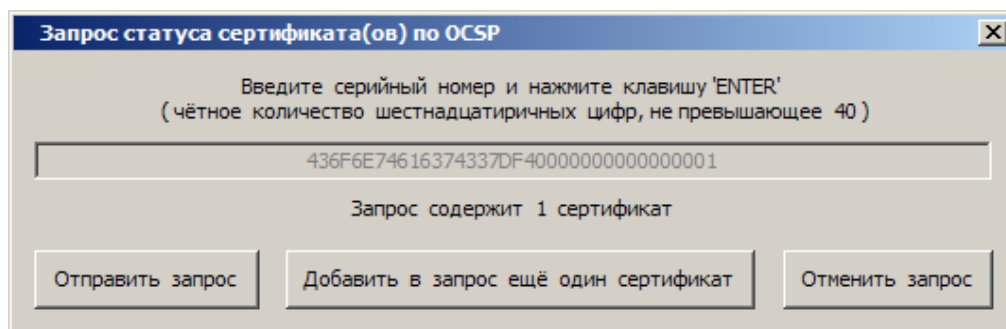 Запрос статуса сертификата(ов) по OCSP
Введите серийный номер и нажмите клавишу 'ENTER'
( чётное количество шестнадцатиричных цифр, не превышающее 40 )
436F6E74616374337DF40000000000000001
Запрос содержит 1 сертификат
Отправить запрос Добавить в запрос ещё один сертификат Отменить запрос